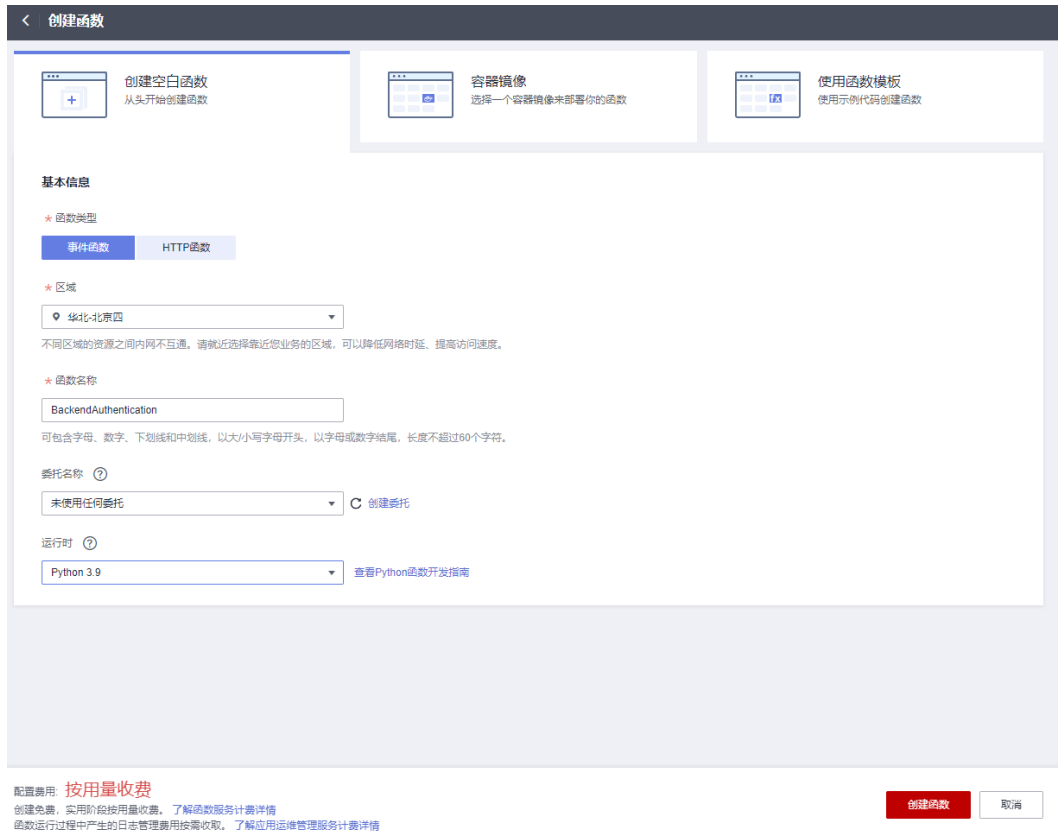 创建函数
创建空白函数
从头开始创建函数
容器镜像
选择一个容器镜像来部署你的函数
使用函数模板
使用示例代码创建函数
基本信息
* 函数类型
事件函数 HTTP函数
* 区域
华北-北京四
不同区域的资源之间内网不互通。请就近选择靠近您业务的区域，可以降低网络时延、提高访问速度。
* 函数名称
BackendAuthentication
可包含字母、数字、下划线和中划线，以大/小写字母开头，以字母或数字结尾，长度不超过60个字符。
委托名称 ?
未使用任何委托 创建委托
运行时 ?
Python 3.9 查看Python函数开发指南
配置费用: 按用量收费
创建免费，实用阶段按用量收费。 了解函数服务计费详情
函数运行过程中产生的日志管理费用按需收取。 了解应用运维管理服务计费详情
创建函数 取消